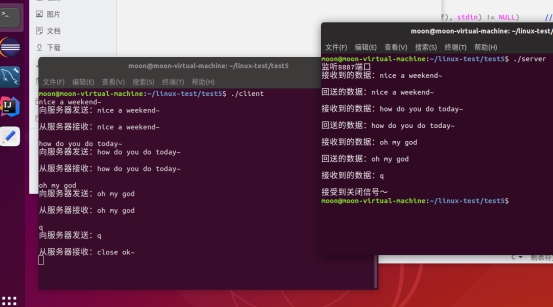 图片
文档
下载
), stdin) != NULL)
//
moon@moon-virtual-machine: ~/linux-test/test5
文件(F) 编辑(E) 查看(V) 搜索(S) 终端(T) 帮助(H)
moon@moon-virtual-machine:~/linux-test/test5$ ./client
nice a weekend~
向服务器发送：nice a weekend~
从服务器接收：nice a weekend~
how do you do today~
向服务器发送：how do you do today~
从服务器接收：how do you do today~
oh my god
向服务器发送：oh my god
从服务器接收：oh my god
q
向服务器发送：q
从服务器接收：close ok~
moon@moon-virtual-machine: ~/linux-test
文件(F) 编辑(E) 查看(V) 搜索(S) 终端(T) 帮助(H)
moon@moon-virtual-machine:~/linux-test/test5$ ./server
监听8887端口
接收到的数据：nice a weekend~
回送的数据：nice a weekend~
接收到的数据：how do you do today~
回送的数据：how do you do today~
接收到的数据：oh my god
回送的数据：oh my god
接收到的数据：q
接受到关闭信号～
moon@moon-virtual-machine:~/linux-test/test5$
C
制表符